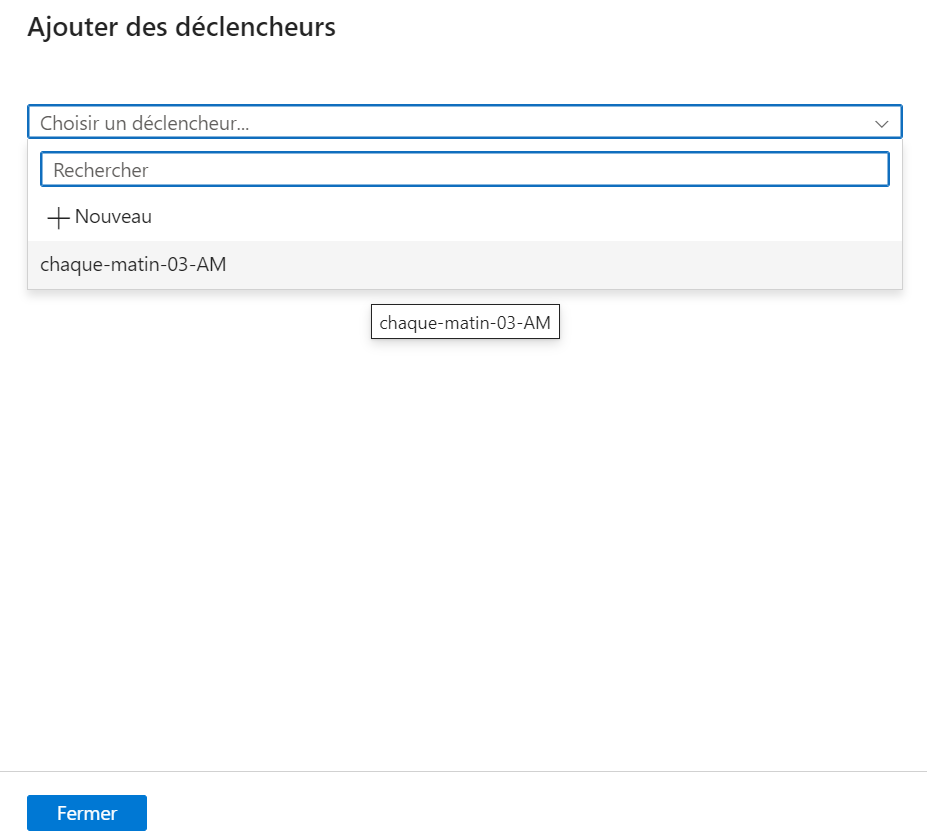 Ajouter des déclencheurs
Choisir un déclencheur...
Rechercher
Nouveau
chaque-matin-03-AM
chaque-matin-03-AM
Fermer